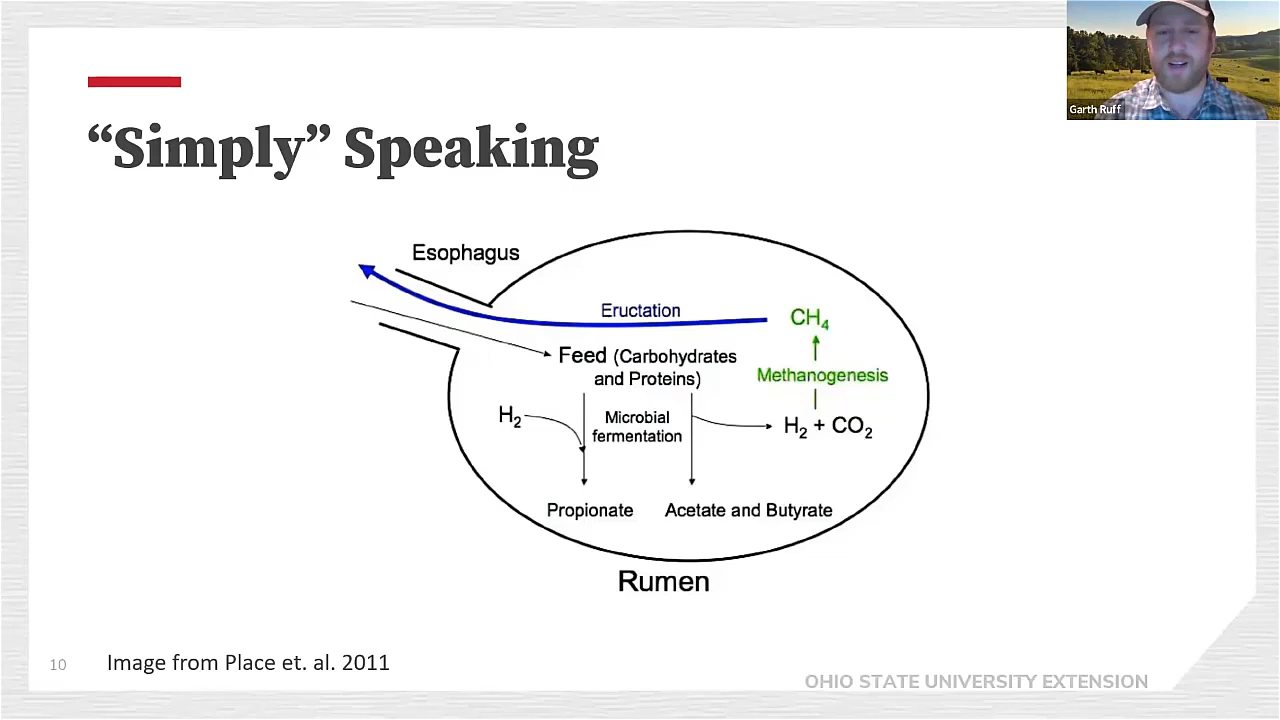 Garth Ruff
“Simply” Speaking
Esophagus
Eructation
CH₄
Feed (Carbohydrates
and Proteins)
Methanogenesis
H₂
Microbial
fermentation
H₂ + CO₂
Propionate
Acetate and Butyrate
Rumen
10
Image from Place et. al. 2011
OHIO STATE UNIVERSITY EXTENSION